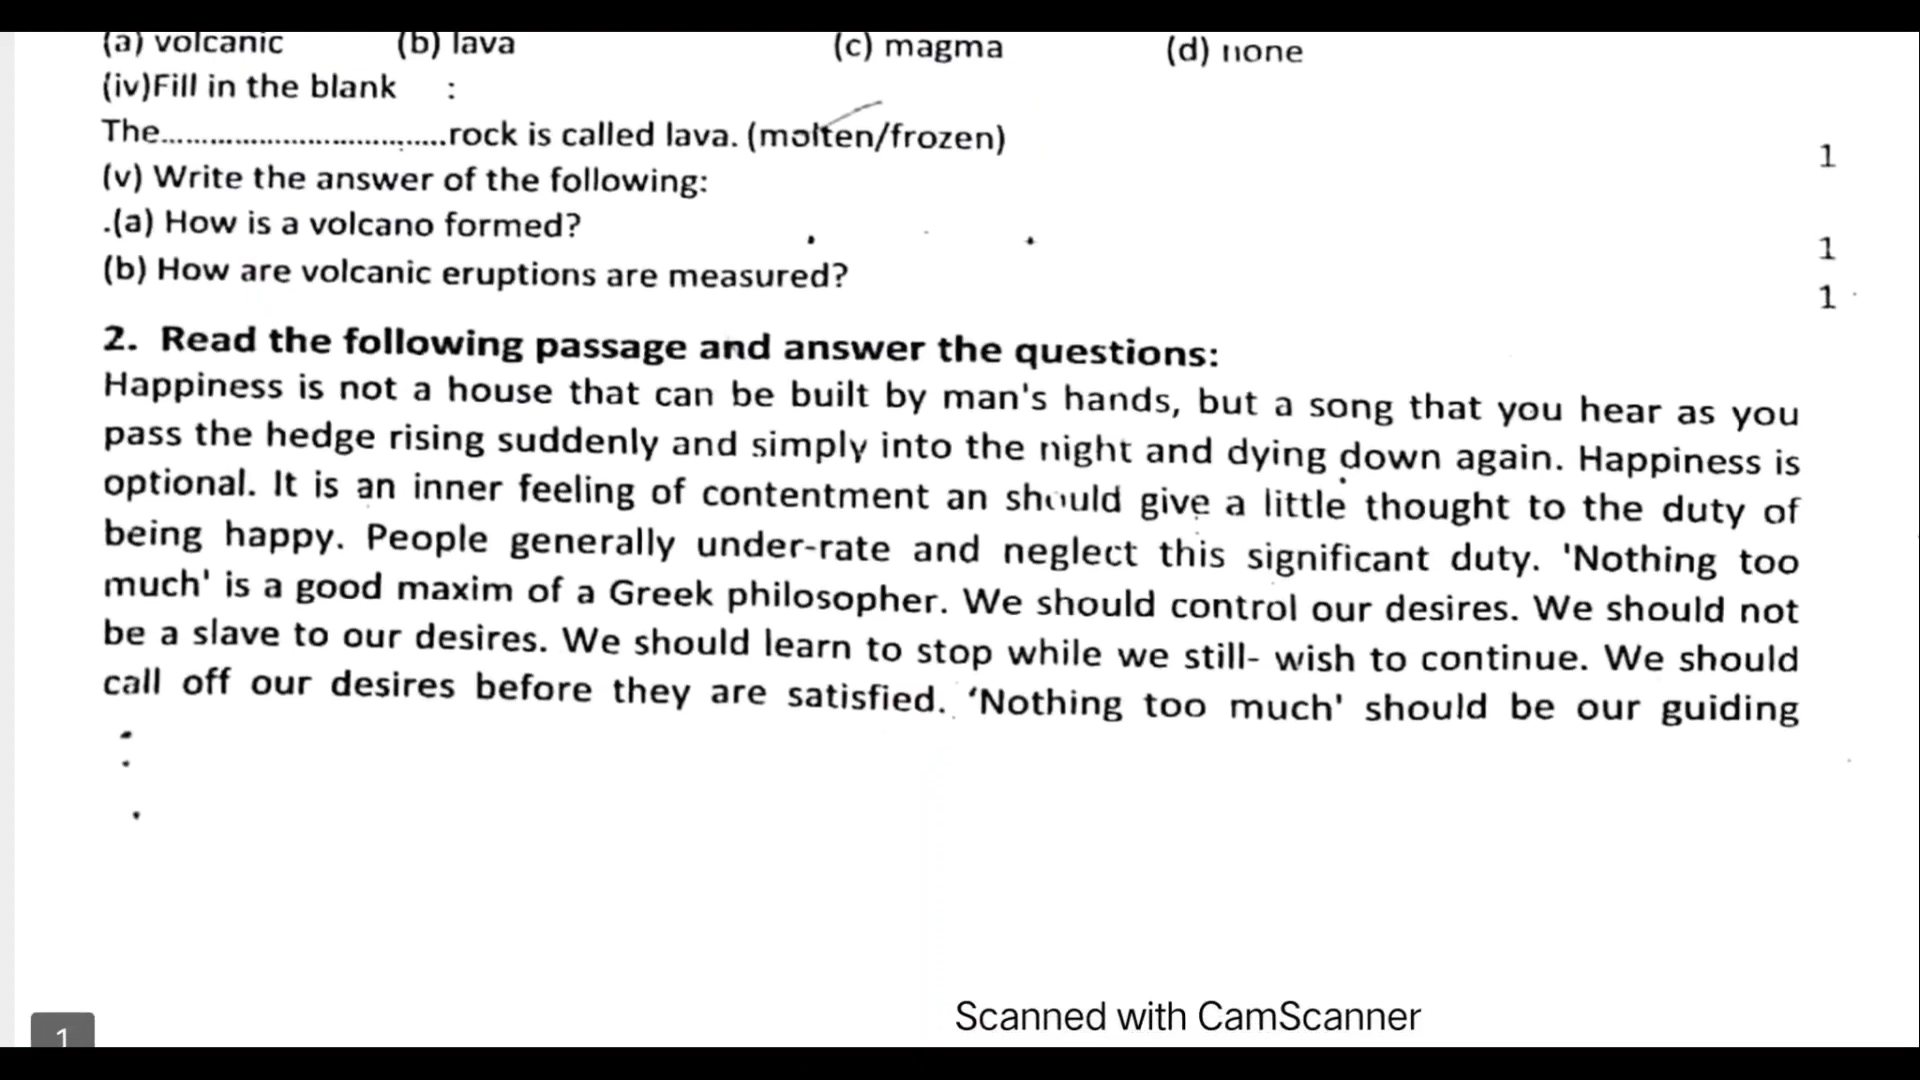 (a) volcanic (b) lava (c) magma (d) none
(iv)Fill in the blank :
The.................................rock is called lava. (molten/frozen) 1
(v) Write the answer of the following:
.(a) How is a volcano formed? 1
(b) How are volcanic eruptions are measured? 1
2. Read the following passage and answer the questions:
Happiness is not a house that can be built by man's hands, but a song that you hear as you
pass the hedge rising suddenly and simply into the night and dying down again. Happiness is
optional. It is an inner feeling of contentment an should give a little thought to the duty of
being happy. People generally under-rate and neglect this significant duty. 'Nothing too
much' is a good maxim of a Greek philosopher. We should control our desires. We should not
be a slave to our desires. We should learn to stop while we still- wish to continue. We should
call off our desires before they are satisfied. ‘Nothing too much' should be our guiding
Scanned with CamScanner
1